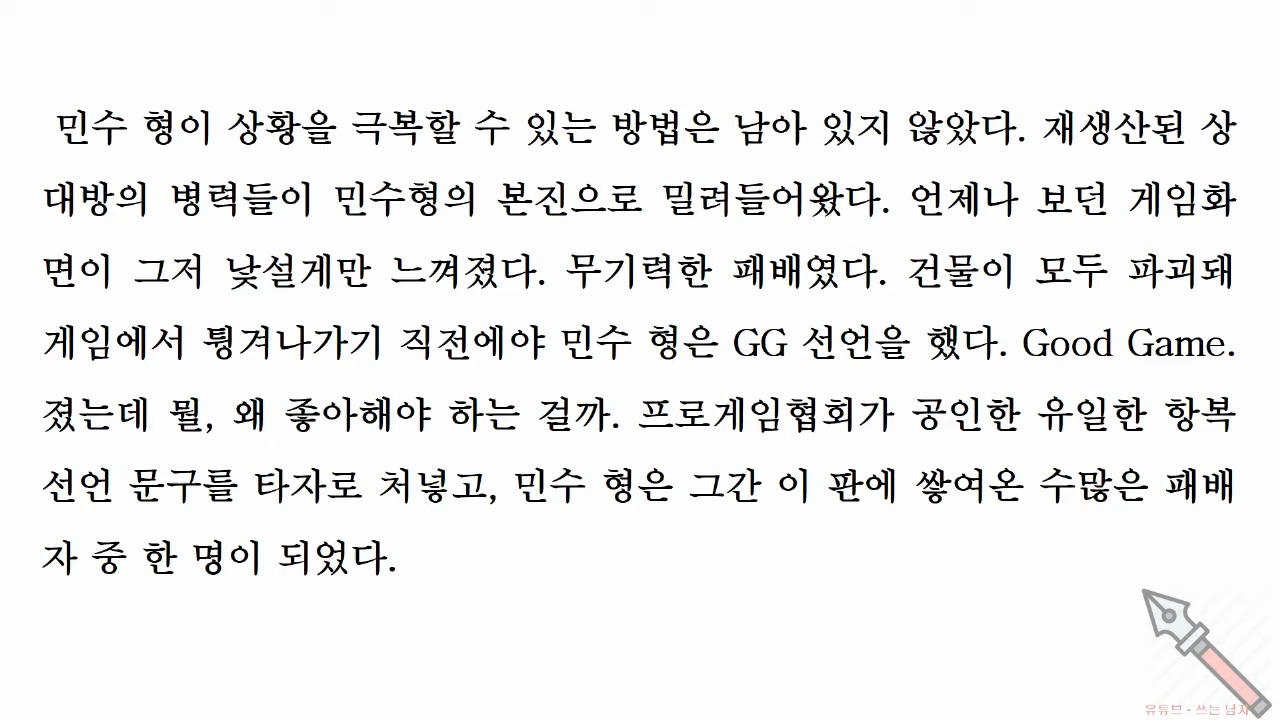 민수 형이 상황을 극복할 수 있는 방법은 남아 있지 않았다. 재생산된 상
대방의 병력들이 민수형의 본진으로 밀려들어왔다. 언제나 보던 게임화
면이 그저 낯설게만 느껴졌다. 무기력한 패배였다. 건물이 모두 파괴돼
게임에서 튕겨나가기 직전에야 민수 형은 GG 선언을 했다. Good Game.
졌는데 뭘, 왜 좋아해야 하는 걸까. 프로게임협회가 공인한 유일한 항복
선언 문구를 타자로 처넣고, 민수 형은 그간 이 판에 쌓여온 수많은 패배
자 중 한 명이 되었다.
유튜브 - 쓰는 남자